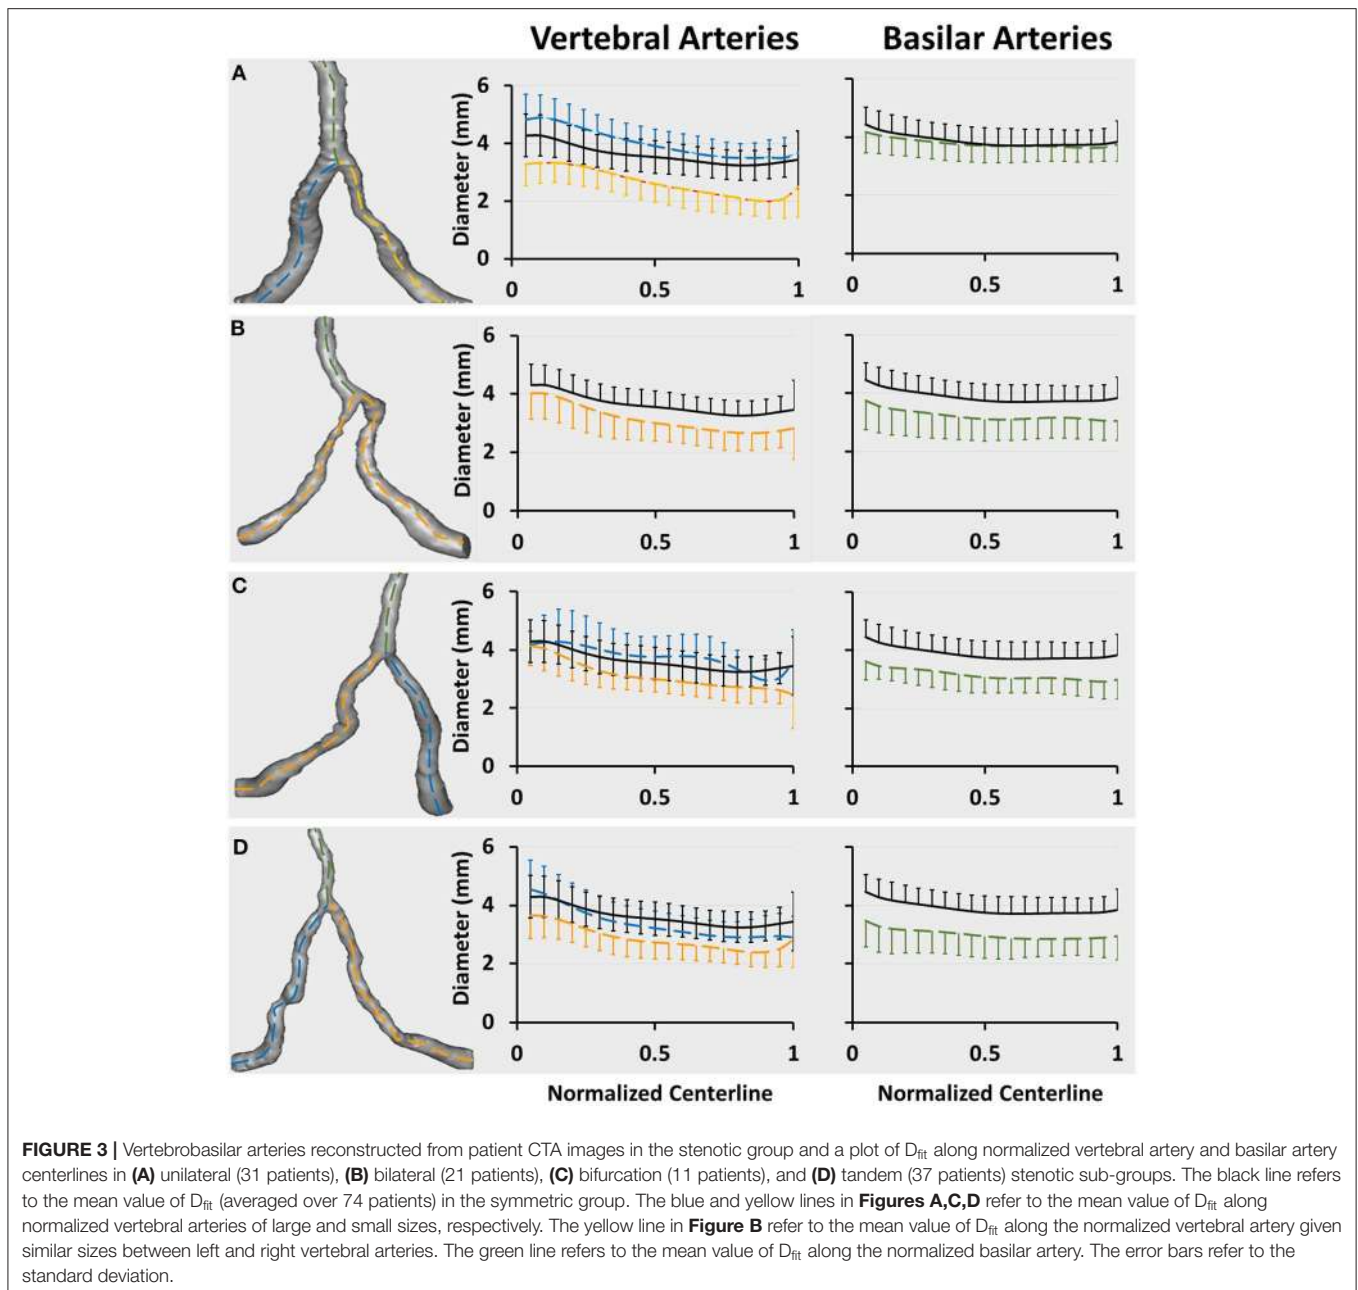 Vertebral Arteries
Basilar Arteries
A
Diameter (mm)
6
4
2
0
0
0.5
1
0
0.5
1
B
Diameter (mm)
6
4
2
0
0
0.5
1
0
0.5
1
C
Diameter (mm)
6
4
2
0
0
0.5
1
0
0.5
1
D
Diameter (mm)
6
4
2
0
0
0.5
1
0
0.5
1
Normalized Centerline
Normalized Centerline
FIGURE 3 | Vertebrobasilar arteries reconstructed from patient CTA images in the stenotic group and a plot of Dfit along normalized vertebral artery and basilar artery
centerlines in (A) unilateral (31 patients), (B) bilateral (21 patients), (C) bifurcation (11 patients), and (D) tandem (37 patients) stenotic sub-groups. The black line refers
to the mean value of Dfit (averaged over 74 patients) in the symmetric group. The blue and yellow lines in Figures A,C,D refer to the mean value of Dfit along
normalized vertebral arteries of large and small sizes, respectively. The yellow line in Figure B refer to the mean value of Dfit along the normalized vertebral artery given
similar sizes between left and right vertebral arteries. The green line refers to the mean value of Dfit along the normalized basilar artery. The error bars refer to the
standard deviation.